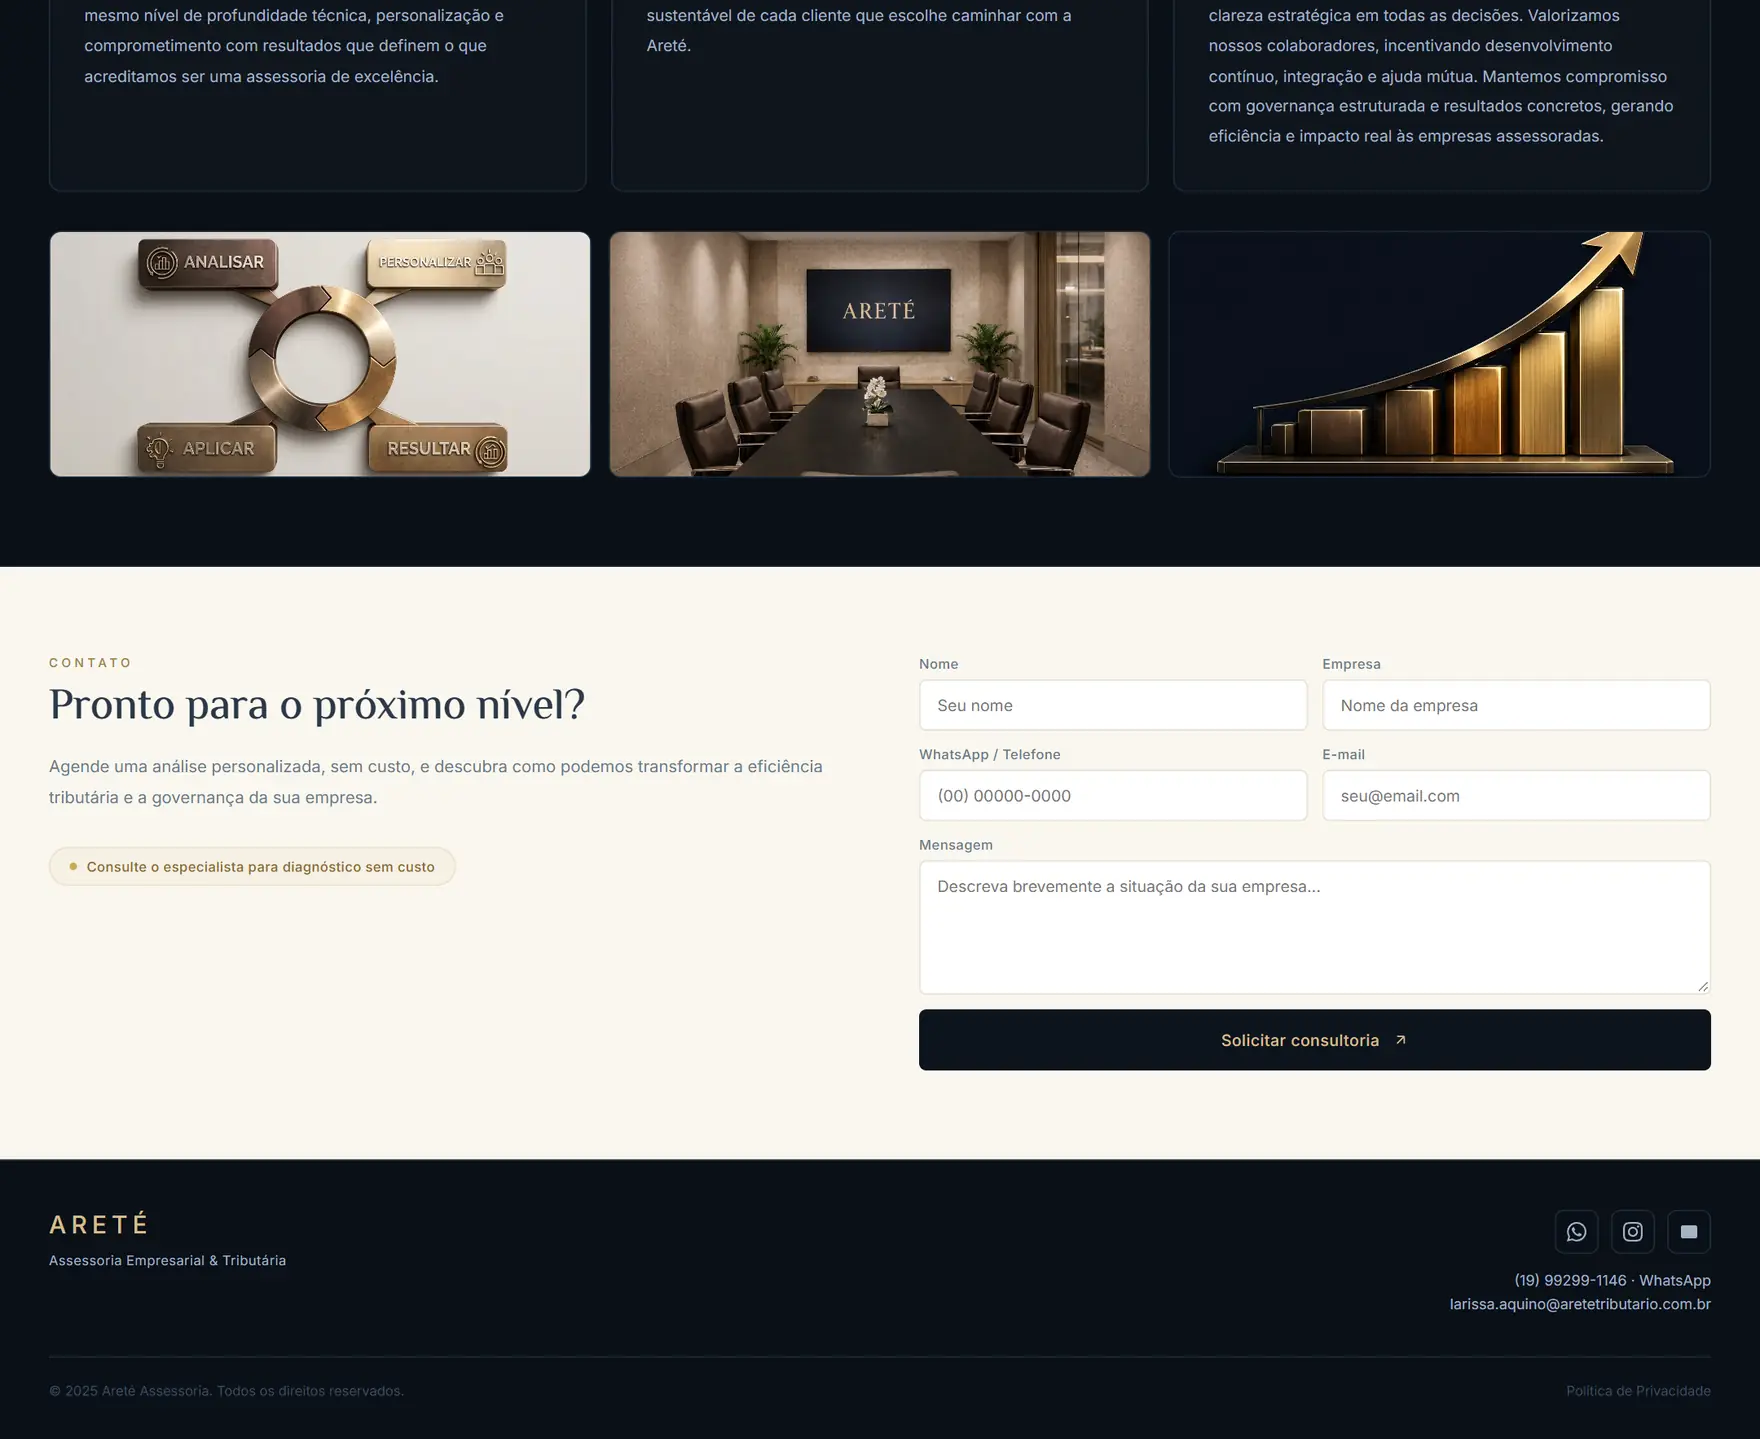 mesmo nível de profundidade técnica, personalização e
comprometimento com resultados que definem o que
acreditamos ser uma assessoria de excelência.
sustentável de cada cliente que escolhe caminhar com a
Areté.
clareza estratégica em todas as decisões. Valorizamos
nossos colaboradores, incentivando desenvolvimento
contínuo, integração e ajuda mútua. Mantemos compromisso
com governança estruturada e resultados concretos, gerando
eficiência e impacto real às empresas assessoradas.
ANALISAR
PERSONALIZAR
APLICAR
RESULTAR
ARETÉ
CONTATO
Pronto para o próximo nível?
Agende uma análise personalizada, sem custo, e descubra como podemos transformar a eficiência
tributária e a governança da sua empresa.
Consulte o especialista para diagnóstico sem custo
Nome
Seu nome
Empresa
Nome da empresa
WhatsApp / Telefone
(00) 00000-0000
E-mail
seu@email.com
Mensagem
Descreva brevemente a situação da sua empresa...
Solicitar consultoria
ARETÉ
Assessoria Empresarial & Tributária
(19) 99299-1146 · WhatsApp
larissa.aquino@aretetributario.com.br
© 2025 Areté Assessoria. Todos os direitos reservados.
Política de Privacidade